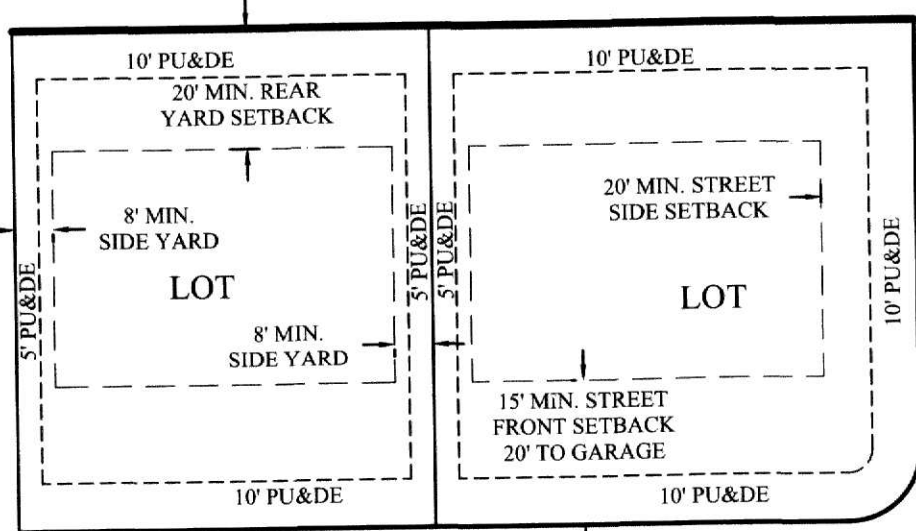 10' PU&DE
20' MIN. REAR
YARD SETBACK
8' MIN.
SIDE YARD
LOT
8' MIN.
SIDE YARD
5' PU&DE
5' PU&DE
10' PU&DE
10' PU&DE
5' PU&DE
20' MIN. STREET
SIDE SETBACK
LOT
10' PU&DE
15' MIN. STREET
FRONT SETBACK
20' TO GARAGE
10' PU&DE